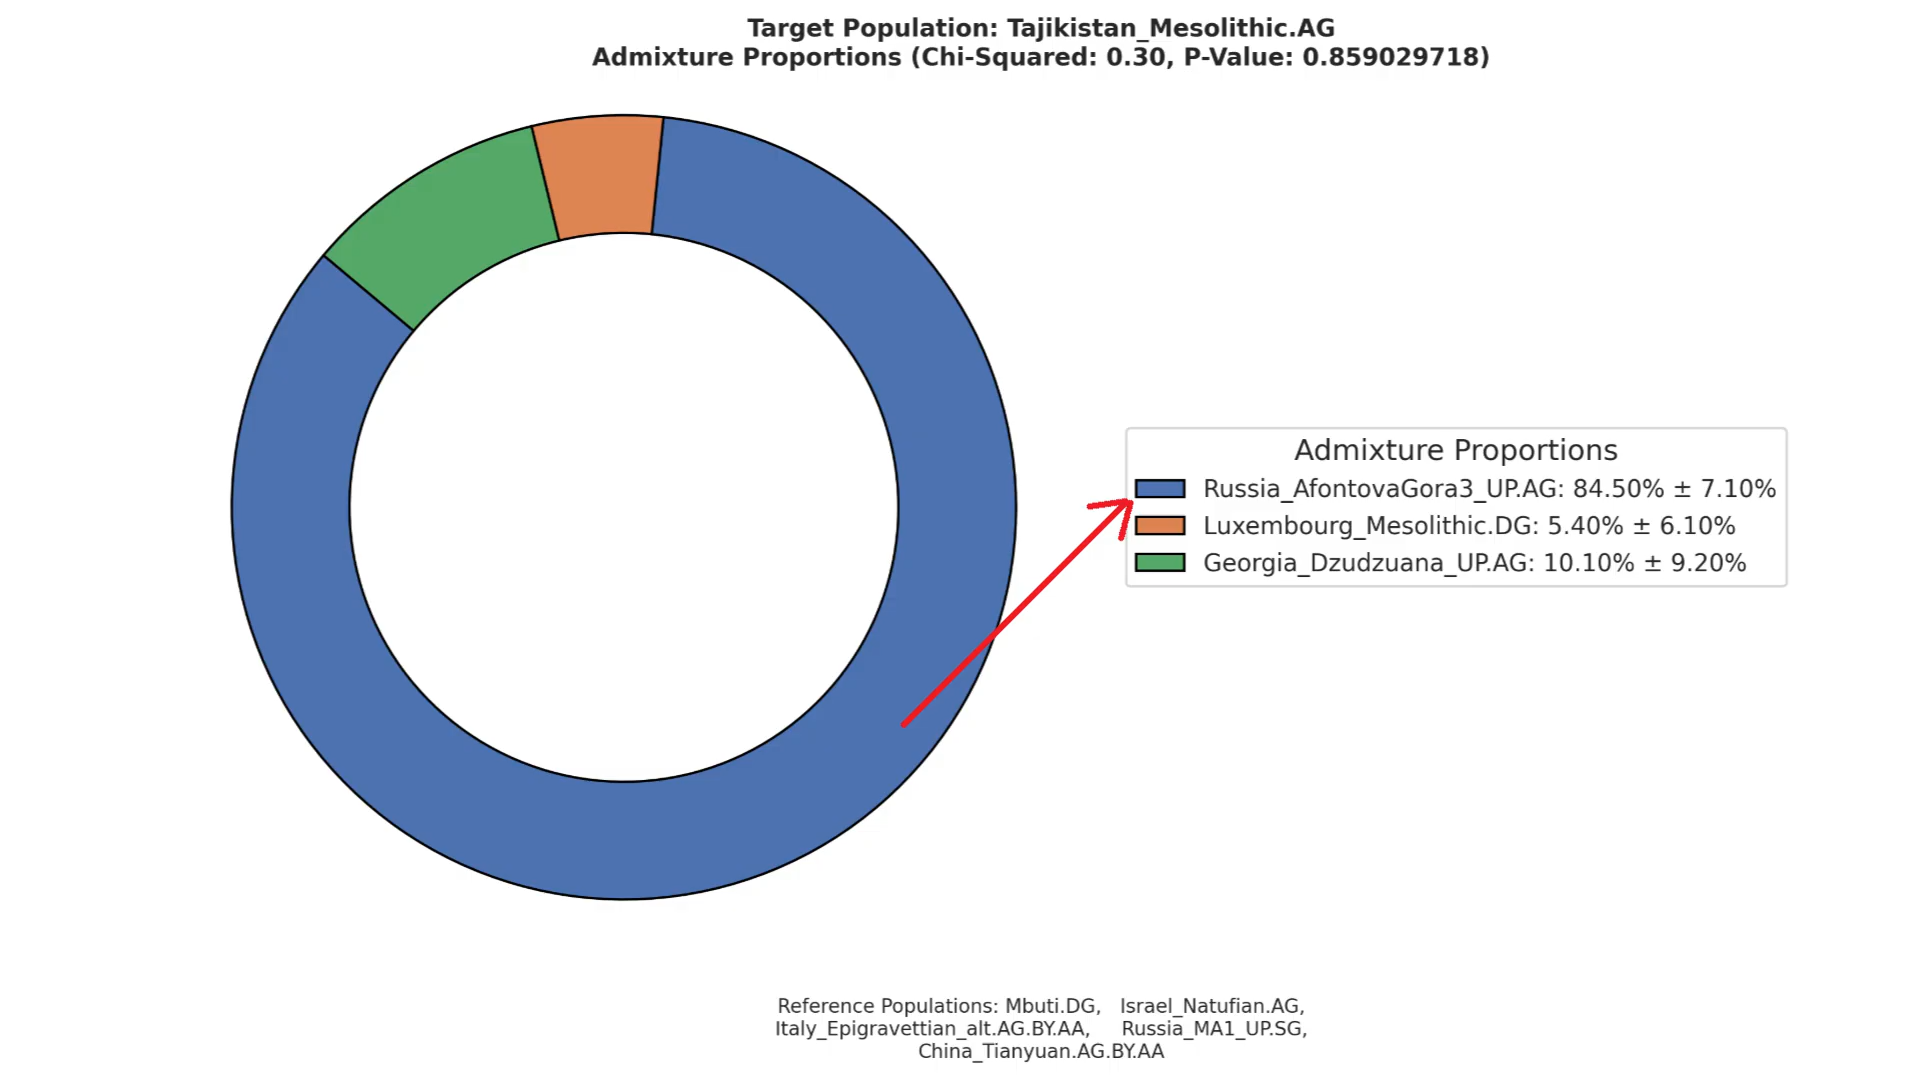 Target Population: Tajikistan_Mesolithic.AG
Admixture Proportions (Chi-Squared: 0.30, P-Value: 0.859029718)
Admixture Proportions
Russia_AfontovaGora3_UP.AG: 84.50% ± 7.10%
Luxembourg_Mesolithic.DG: 5.40% ± 6.10%
Georgia_Dzudzuana_UP.AG: 10.10% ± 9.20%
Reference Populations: Mbuti.DG, Israel_Natufian.AG,
Italy_Epigravettian_alt.AG.BY.AA, Russia_MA1_UP.SG,
China_Tianyuan.AG.BY.AA